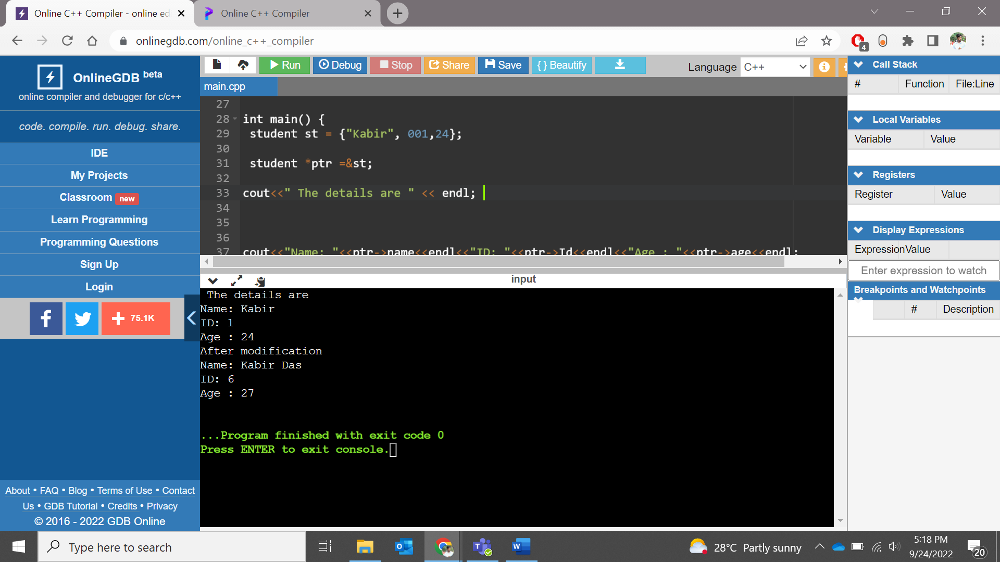 Online C++ Compiler - online ed
Online C++ Compiler
onlinegdb.com/online_c++_compiler
4
OnlineGDB beta
online compiler and debugger for c/c++
code. compile. run. debug. share.
IDE
My Projects
Classroom new
Learn Programming
Programming Questions
Sign Up
Login
f
75.1K
About • FAQ • Blog • Terms of Use • Contact
Us • GDB Tutorial • Credits • Privacy
© 2016 - 2022 GDB Online
Run
Debug
Stop
Share
Save
{ } Beautify
Language
C++
main.cpp
27
28 int main() {
29 student st = {"Kabir", 001,24};
30
31 student *ptr =&st;
32
33 cout<<" The details are " << endl;
34
35
36
37 cout<<"Name: "<<ptr->name<<endl<<"ID: "<<ptr->Id<<endl<<"Age : "<<ptr->age<<endl;
input
The details are
Name: Kabir
ID: 1
Age : 24
After modification
Name: Kabir Das
ID: 6
Age : 27
...Program finished with exit code 0
Press ENTER to exit console.
Call Stack
# Function File:Line
Local Variables
Variable Value
Registers
Register Value
Display Expressions
Expression Value
Enter expression to watch
Breakpoints and Watchpoints
# Description
Type here to search
28°C Partly sunny
5:18 PM
9/24/2022
20